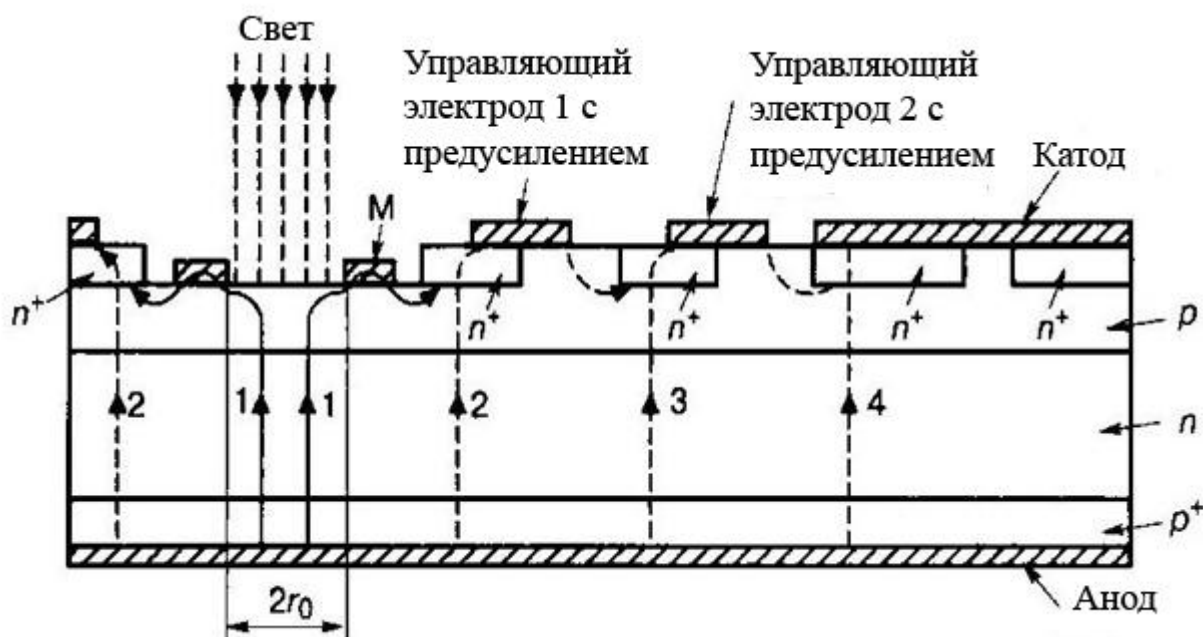 Свет
Управляющий
электрод 1 с
предусилением
Управляющий
электрод 2 с
предусилением
Катод
M
n+
n+
n+
n+
n+
p
2
1
1
2
3
4
n
p+
2r₀
Анод